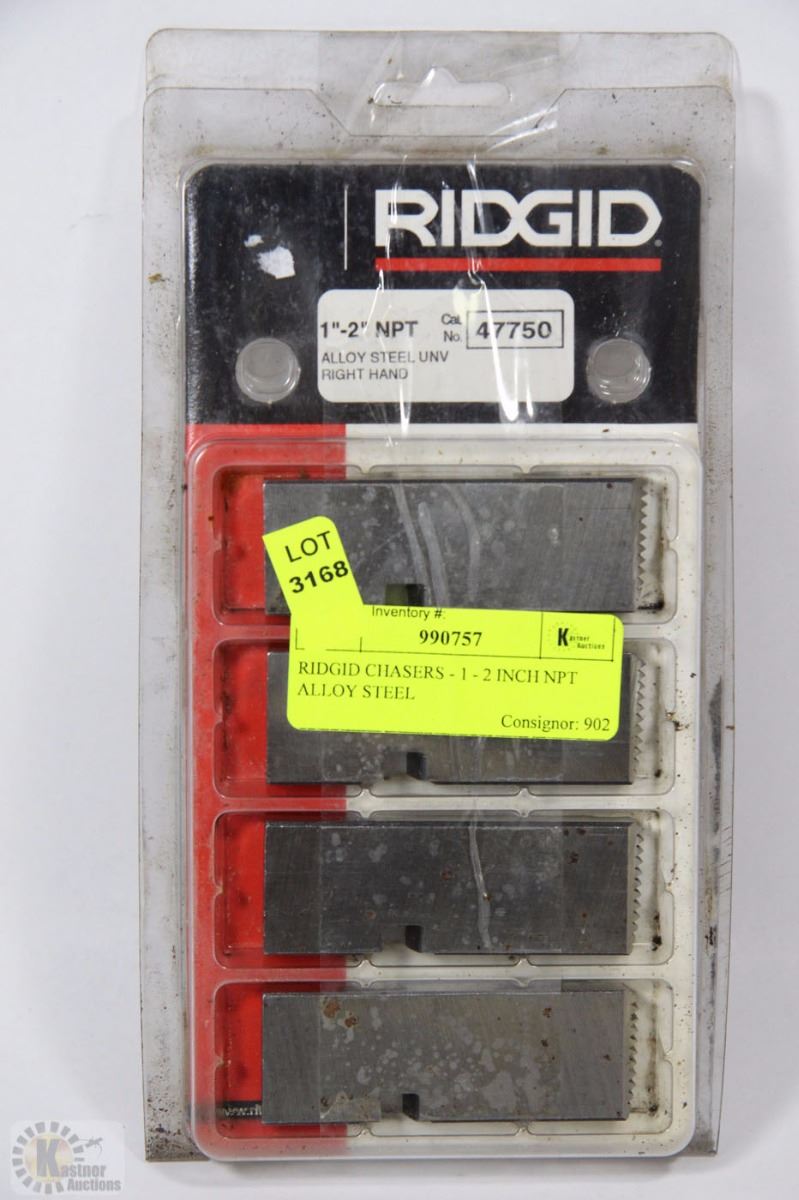 RIDGID
1"-2" NPT Cat. No. 47750
ALLOY STEEL UNV
RIGHT HAND
LOT
3168
Inventory #:
990757
Kastner Auctions
RIDGID CHASERS - 1 - 2 INCH NPT
ALLOY STEEL
Consignor: 902
Kastnor
Auctions